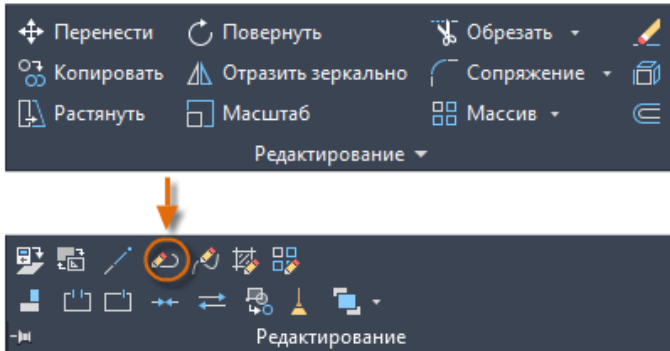 Перенести Повернуть Обрезать
Копировать Отразить зеркально Сопряжение
Растянуть Масштаб Массив
Редактирование
Редактирование